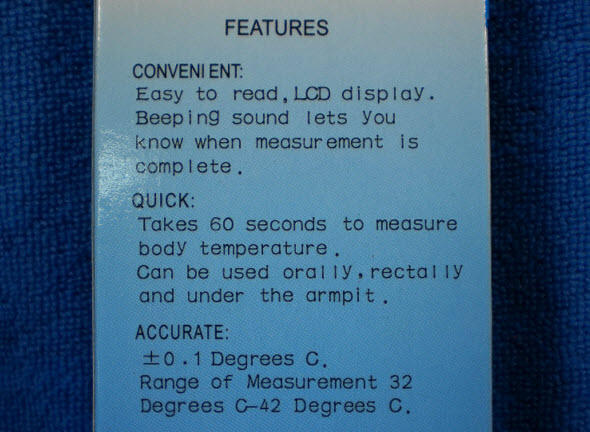 FEATURES
CONVENIENT:
Easy to read,LCD display.
Beeping sound lets you
know when measurement is
complete.
QUICK:
Takes 60 seconds to measure
body temperature.
Can be used orally,rectally
and under the armpit.
ACCURATE:
±0.1 Degrees C.
Range of Measurement 32
Degrees C-42 Degrees C.